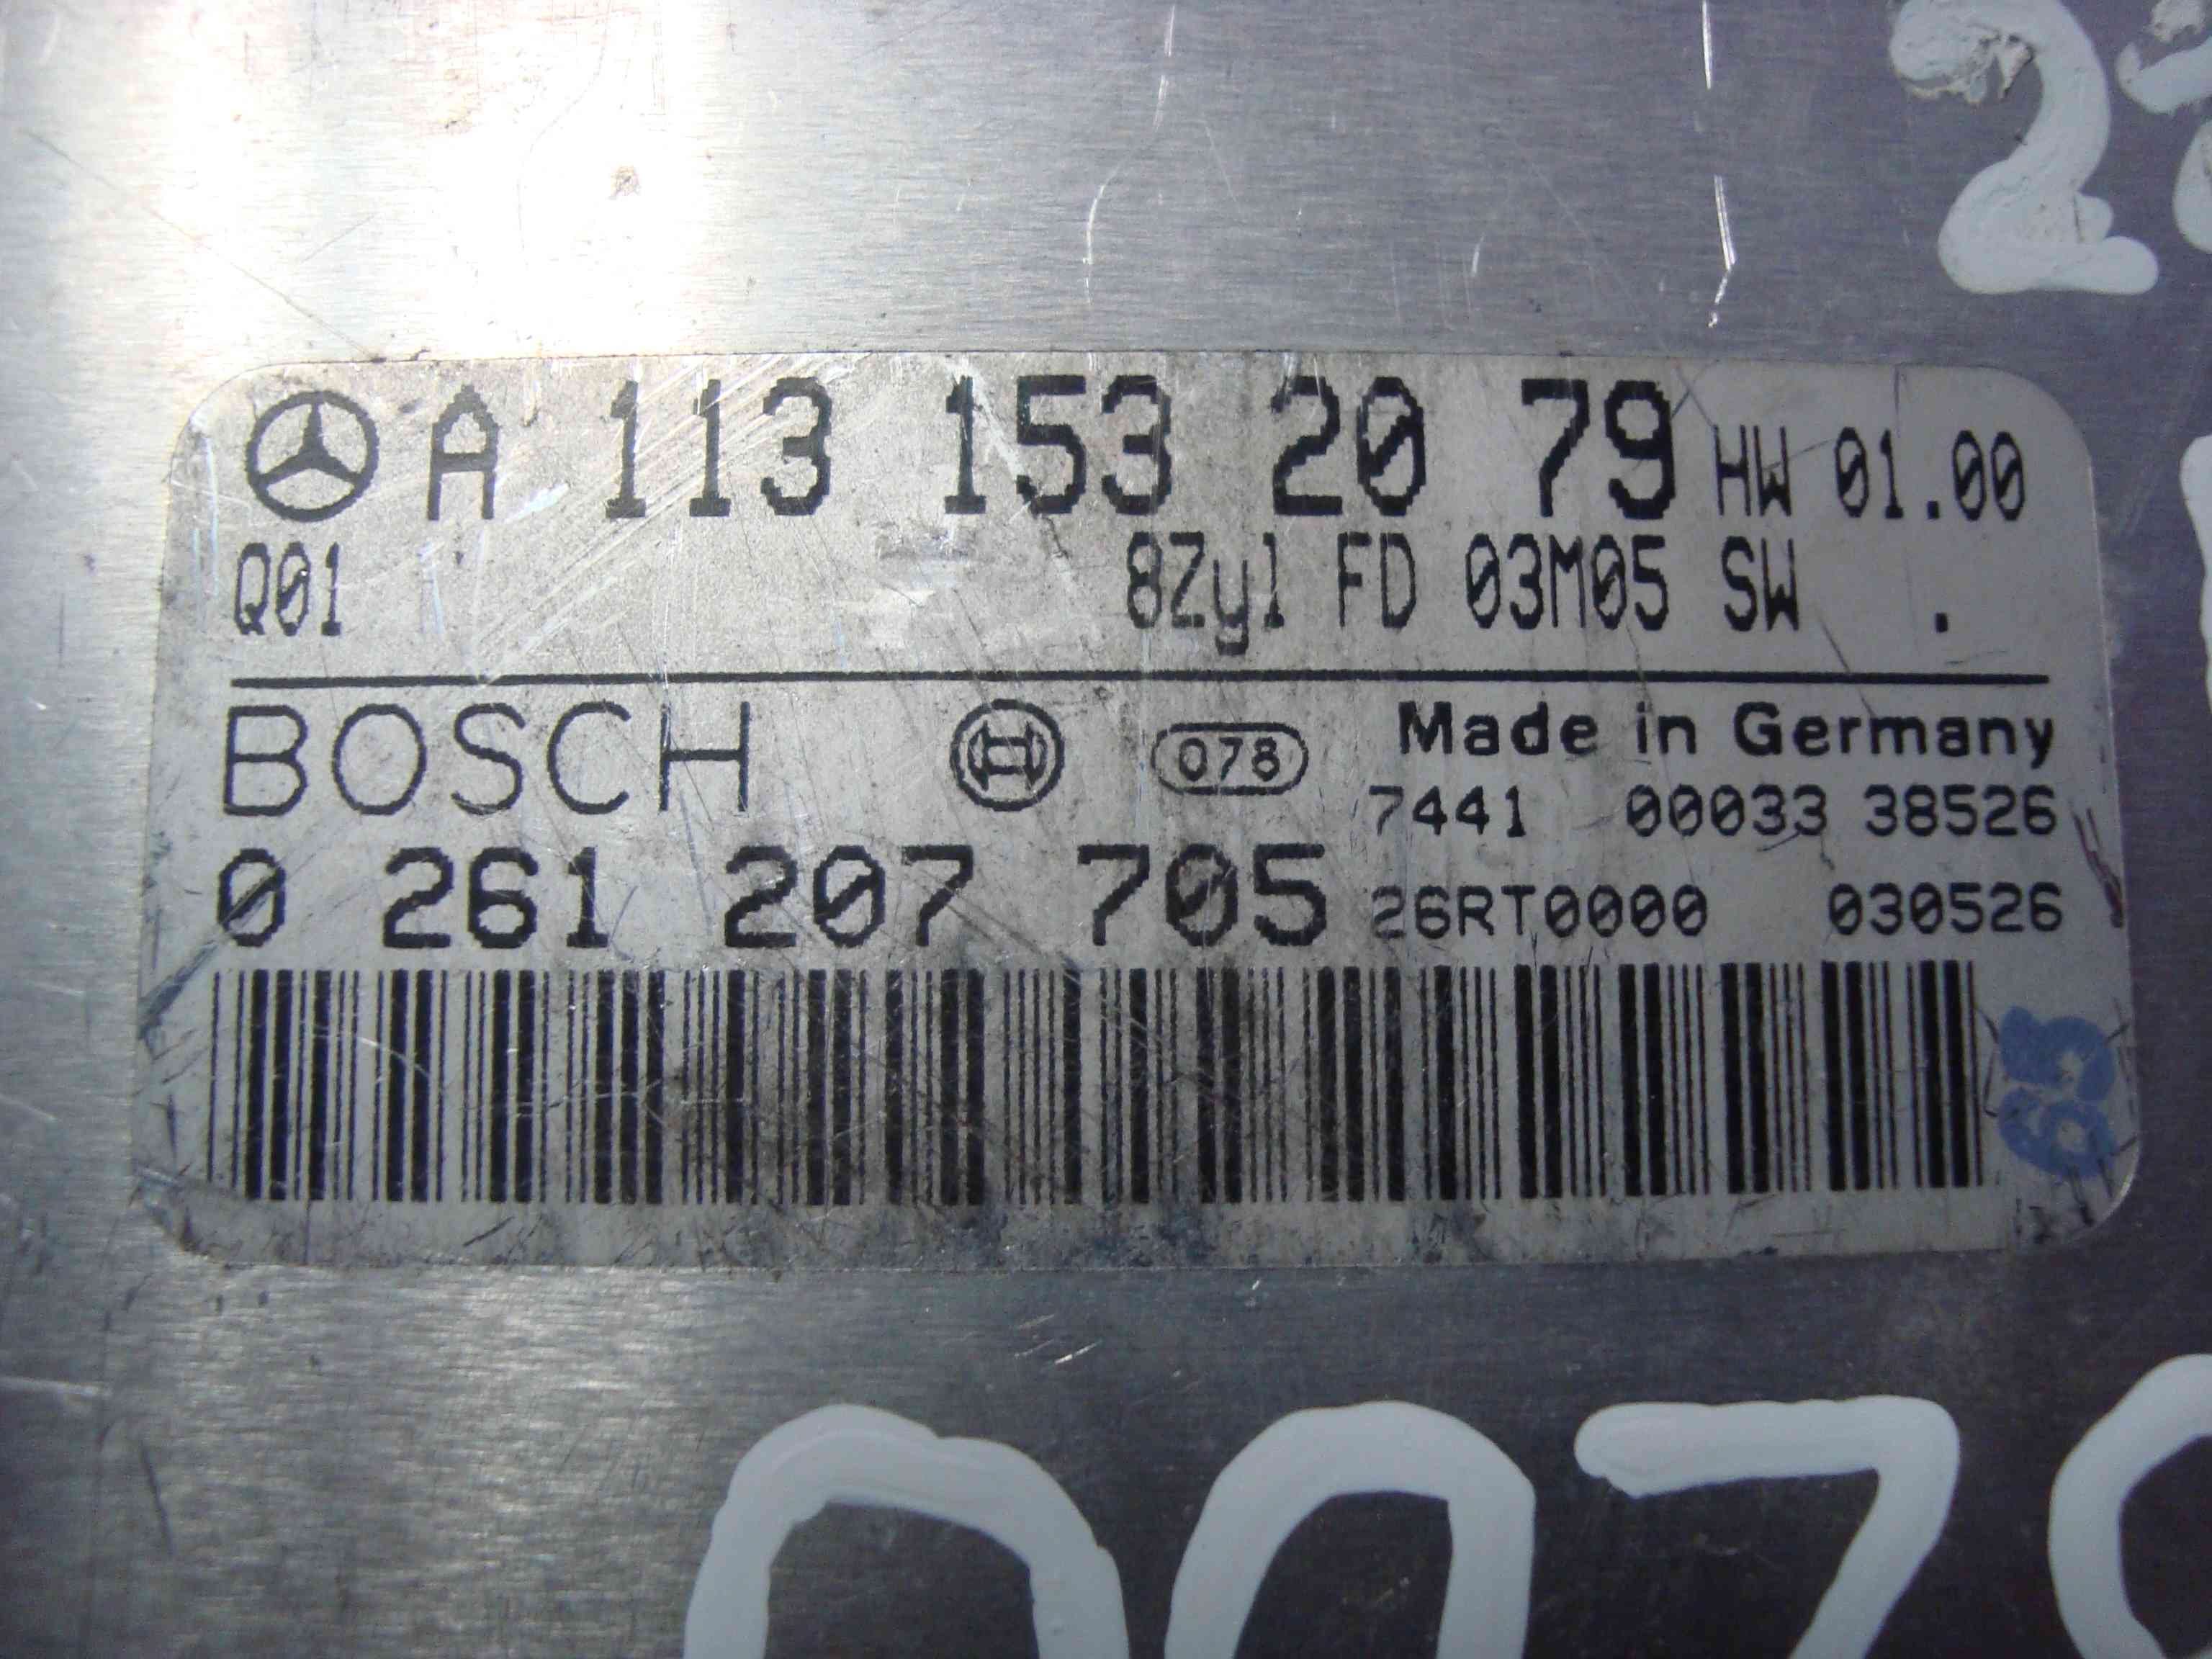 A 113 153 20 79 HW 01.00
Q01 8Zyl FD 03M05 SW .
BOSCH 078 Made in Germany
7441 00033 38526
0 261 207 705 26RT0000 030526